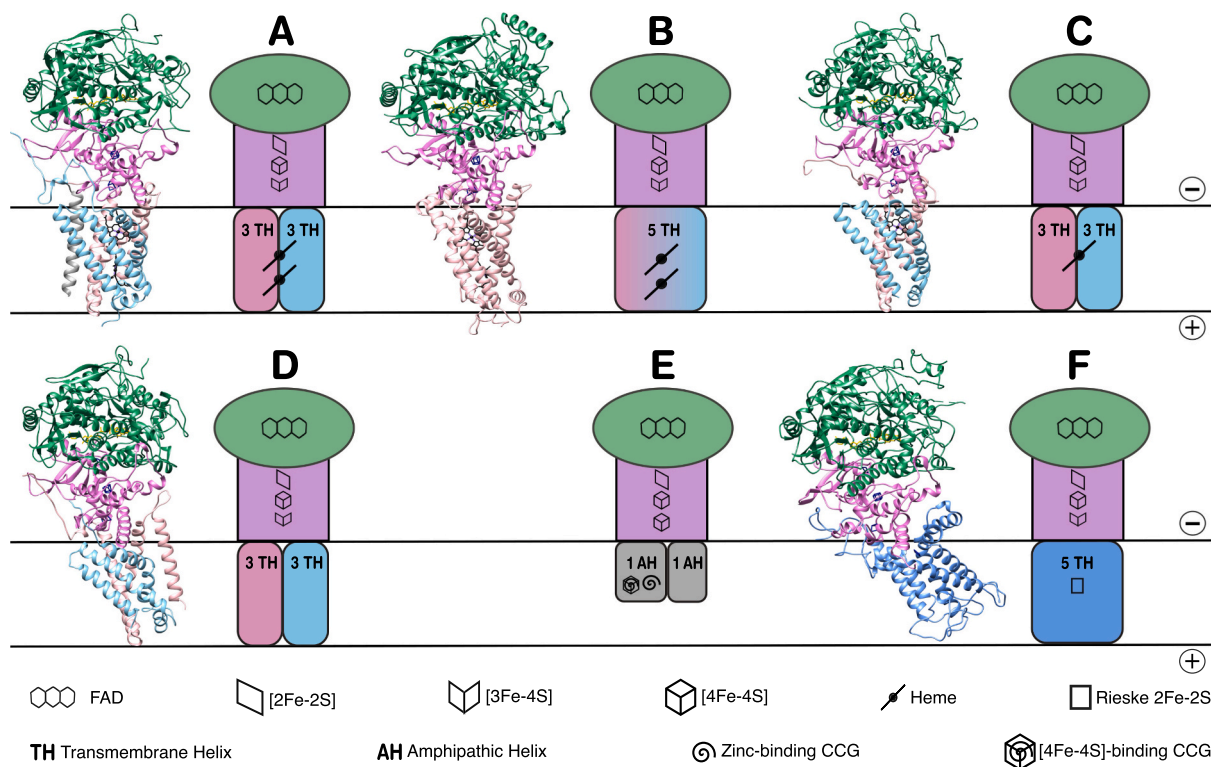 A
B
C
3 TH
3 TH
5 TH
3 TH
3 TH
−
+
D
E
F
3 TH
3 TH
1 AH
1 AH
5 TH
−
+
FAD
[2Fe-2S]
[3Fe-4S]
[4Fe-4S]
Heme
Rieske 2Fe-2S
TH Transmembrane Helix
AH Amphipathic Helix
Zinc-binding CCG
[4Fe-4S]-binding CCG